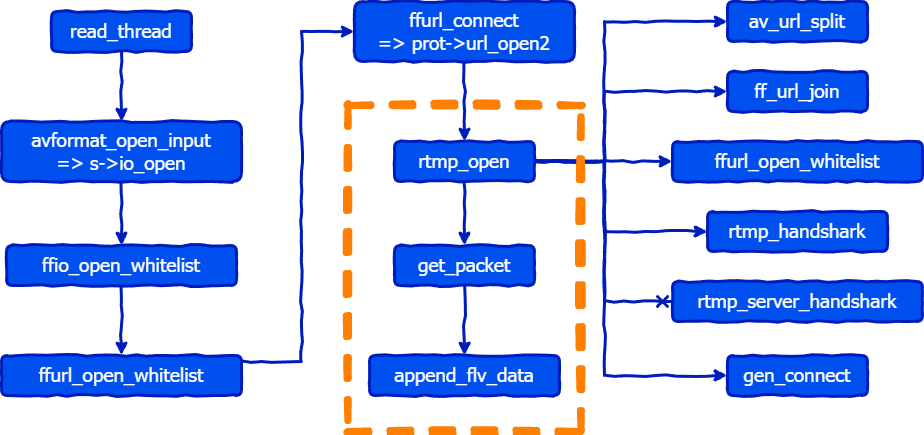 read_thread
avformat_open_input
=> s->io_open
ffio_open_whitelist
ffurl_open_whitelist
ffurl_connect
=> prot->url_open2
rtmp_open
get_packet
append_flv_data
av_url_split
ff_url_join
ffurl_open_whitelist
rtmp_handshark
rtmp_server_handshark
gen_connect